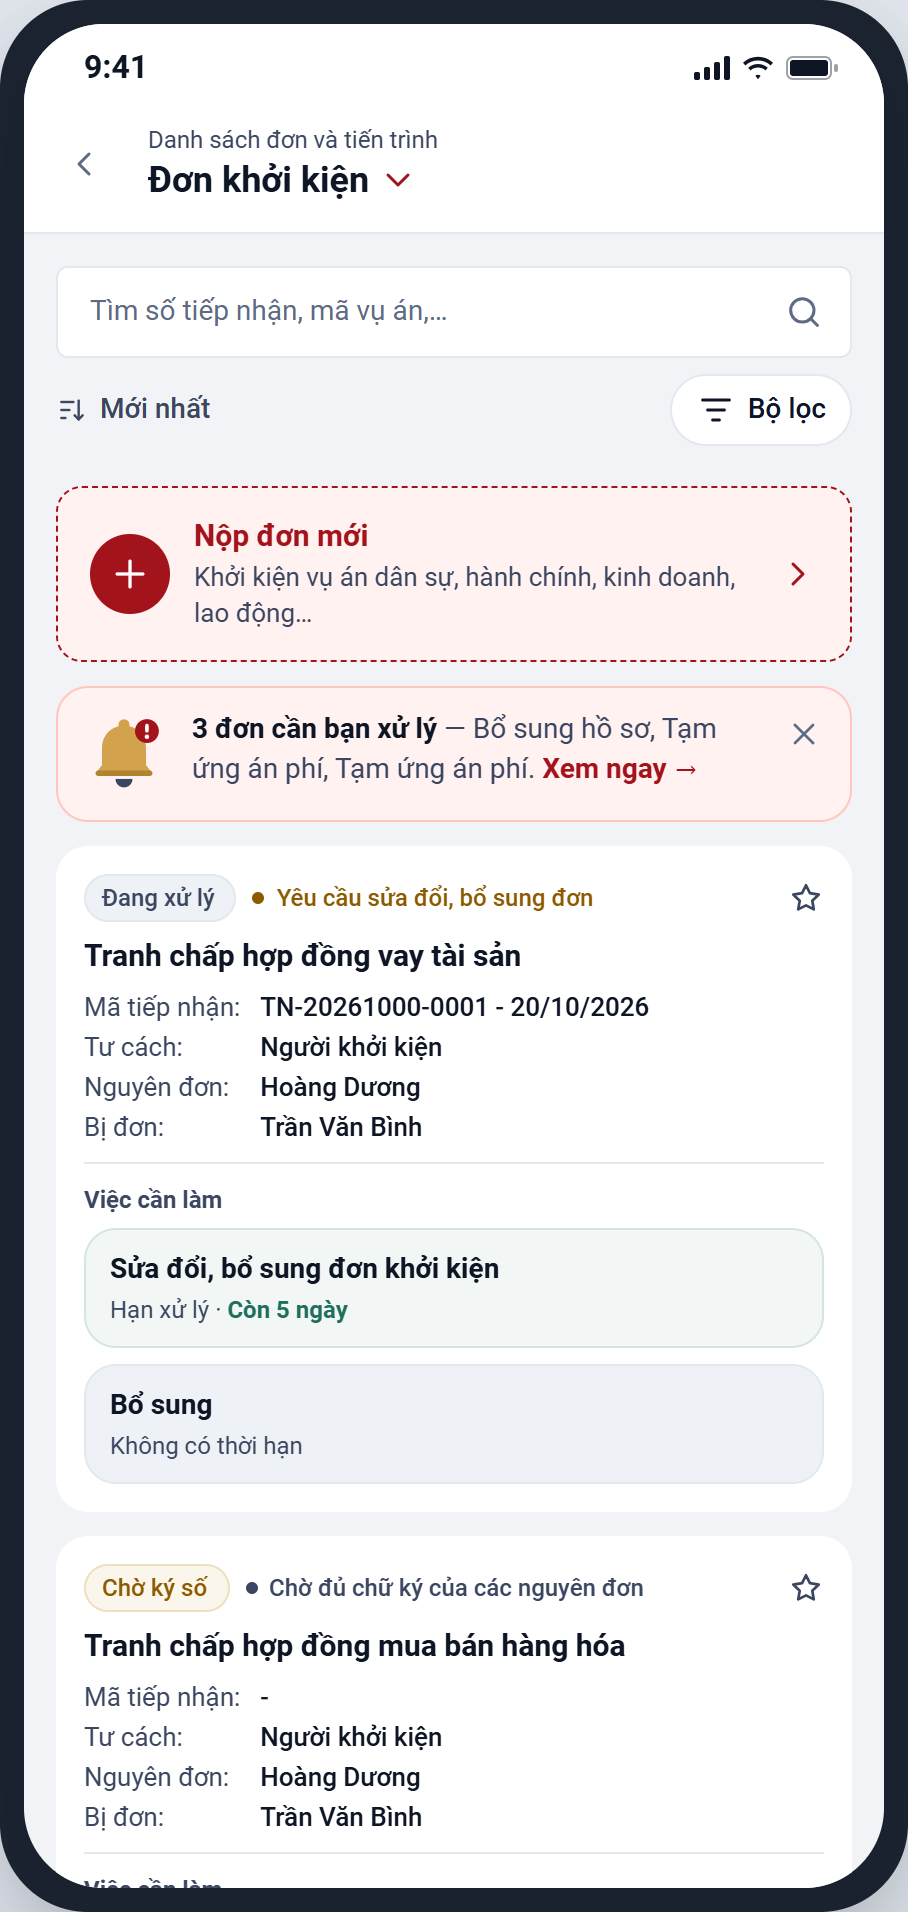 9:41
Danh sách đơn và tiến trình
Đơn khởi kiện
Tìm số tiếp nhận, mã vụ án,...
Mới nhất
Bộ lọc
Nộp đơn mới
Khởi kiện vụ án dân sự, hành chính, kinh doanh,
lao động...
3 đơn cần bạn xử lý — Bổ sung hồ sơ, Tạm
ứng án phí, Tạm ứng án phí. Xem ngay →
Đang xử lý
Yêu cầu sửa đổi, bổ sung đơn
Tranh chấp hợp đồng vay tài sản
Mã tiếp nhận: TN-20261000-0001 - 20/10/2026
Tư cách: Người khởi kiện
Nguyên đơn: Hoàng Dương
Bị đơn: Trần Văn Bình
Việc cần làm
Sửa đổi, bổ sung đơn khởi kiện
Hạn xử lý · Còn 5 ngày
Bổ sung
Không có thời hạn
Chờ ký số
Chờ đủ chữ ký của các nguyên đơn
Tranh chấp hợp đồng mua bán hàng hóa
Mã tiếp nhận: -
Tư cách: Người khởi kiện
Nguyên đơn: Hoàng Dương
Bị đơn: Trần Văn Bình
Việc cần làm